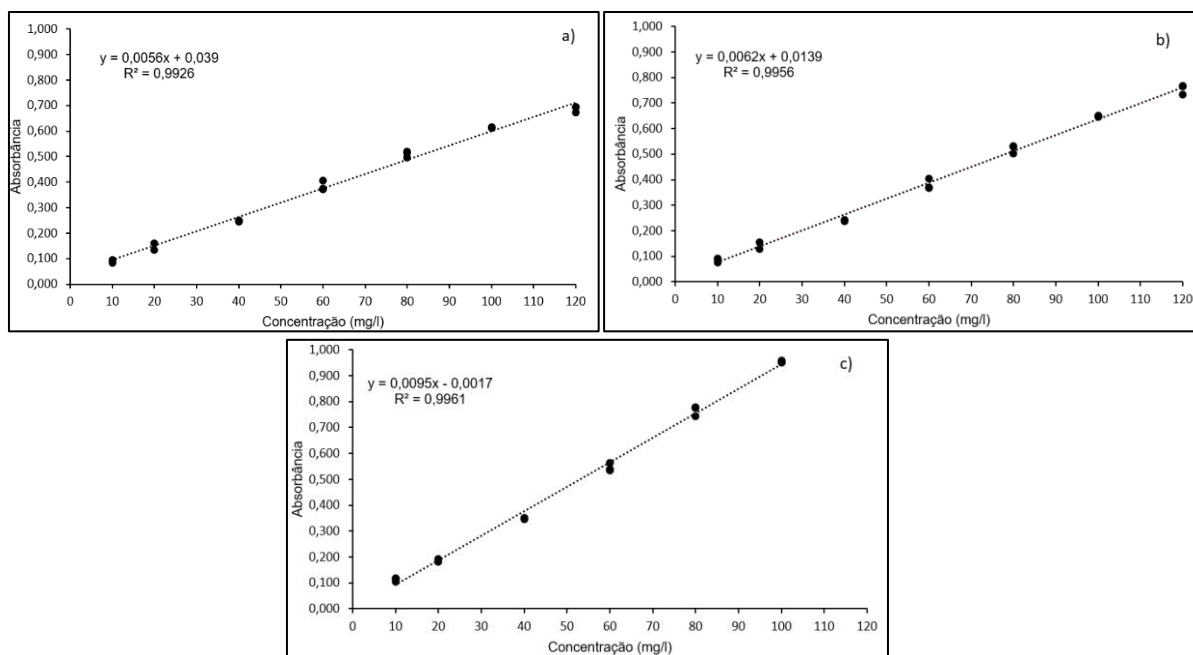 a)
y = 0,0056x + 0,039
R² = 0,9926
Absorbância
1,000
0,900
0,800
0,700
0,600
0,500
0,400
0,300
0,200
0,100
0,000
0 10 20 30 40 50 60 70 80 90 100 110 120
Concentração (mg/l)
b)
y = 0,0062x + 0,0139
R² = 0,9956
Absorbância
1,000
0,900
0,800
0,700
0,600
0,500
0,400
0,300
0,200
0,100
0,000
0 10 20 30 40 50 60 70 80 90 100 110 120
Concentração (mg/l)
c)
y = 0,0095x - 0,0017
R² = 0,9961
Absorbância
1,000
0,900
0,800
0,700
0,600
0,500
0,400
0,300
0,200
0,100
0,000
0 10 20 30 40 50 60 70 80 90 100 110 120
Concentração (mg/l)